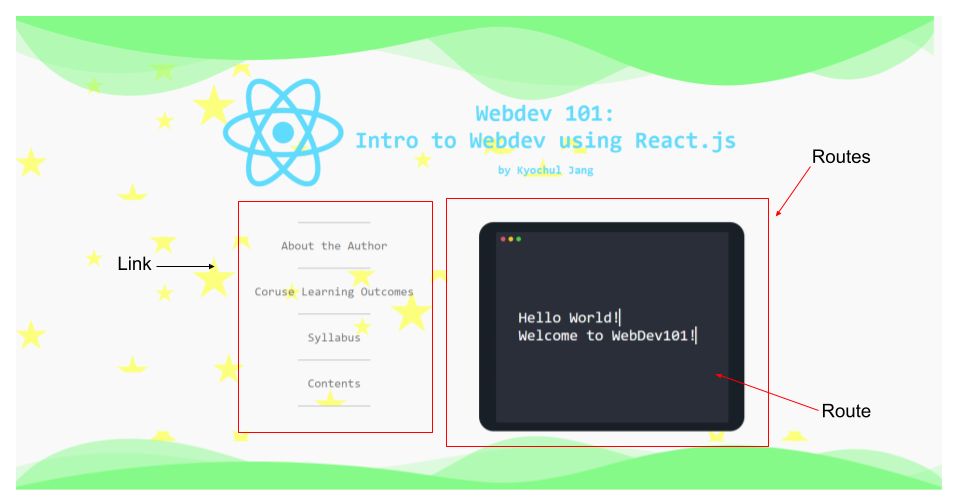 Webdev 101:
Intro to Webdev using React.js
by Kyochul Jang
Routes
About the Author
Link
Coruse Learning Outcomes
Syllabus
Contents
Hello World!
Welcome to WebDev101!
Route